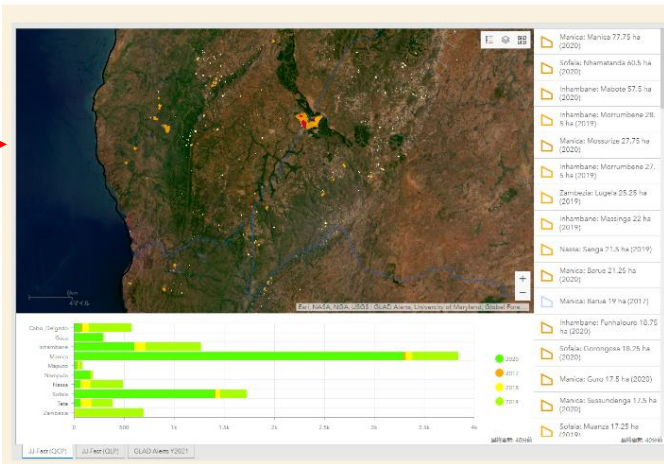 Manica: Manica 77.75 ha
(2020)
Sofala: Nhamatanda 60.5 ha
(2020)
Inhambane: Mabote 57.5 ha
(2020)
Inhambane: Morrumbene 28.
5 ha (2019)
Manica: Mossurize 27.75 ha
(2020)
Inhambane: Morrumbene 27.
5 ha (2019)
Zambezia: Lugela 25.25 ha
(2019)
Inhambane: Massinga 22 ha
(2019)
Niassa: Sanga 21.5 ha (2019)
Manica: Barue 21.25 ha
(2020)
Manica: Barue 19 ha (2017)
Inhambane: Funhalouro 18.75
ha (2020)
Sofala: Gorongosa 18.25 ha
(2020)
Manica: Guro 17.5 ha (2020)
Manica: Sussundenga 17.5 ha
(2020)
Sofala: Muanza 17.25 ha
(2019)
Esri, NASA, NGA, USGS | GLAD Alerts, University of Maryland, Global Fore...
Cabo_Delgado
Gaza
Inhambane
Manica
Maputo
Nampula
Niassa
Sofala
Tete
Zambezia
0 500 1k 1.5k 2k 2.5k 3k 3.5k 4k
2020
2017
2018
2019
JJ-Fast (QCP) JJ-Fast (QLP) GLAD Alerts Y2021